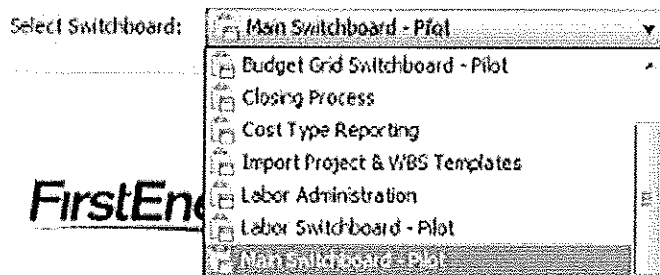 Select Switchboard: Main Switchboard - Pilot
Budget Grid Switchboard - Pilot
Closing Process
Cost Type Reporting
Import Project & WBS Templates
Labor Administration
FirstEne
Labor Switchboard - Pilot
Main Switchboard - Pilot